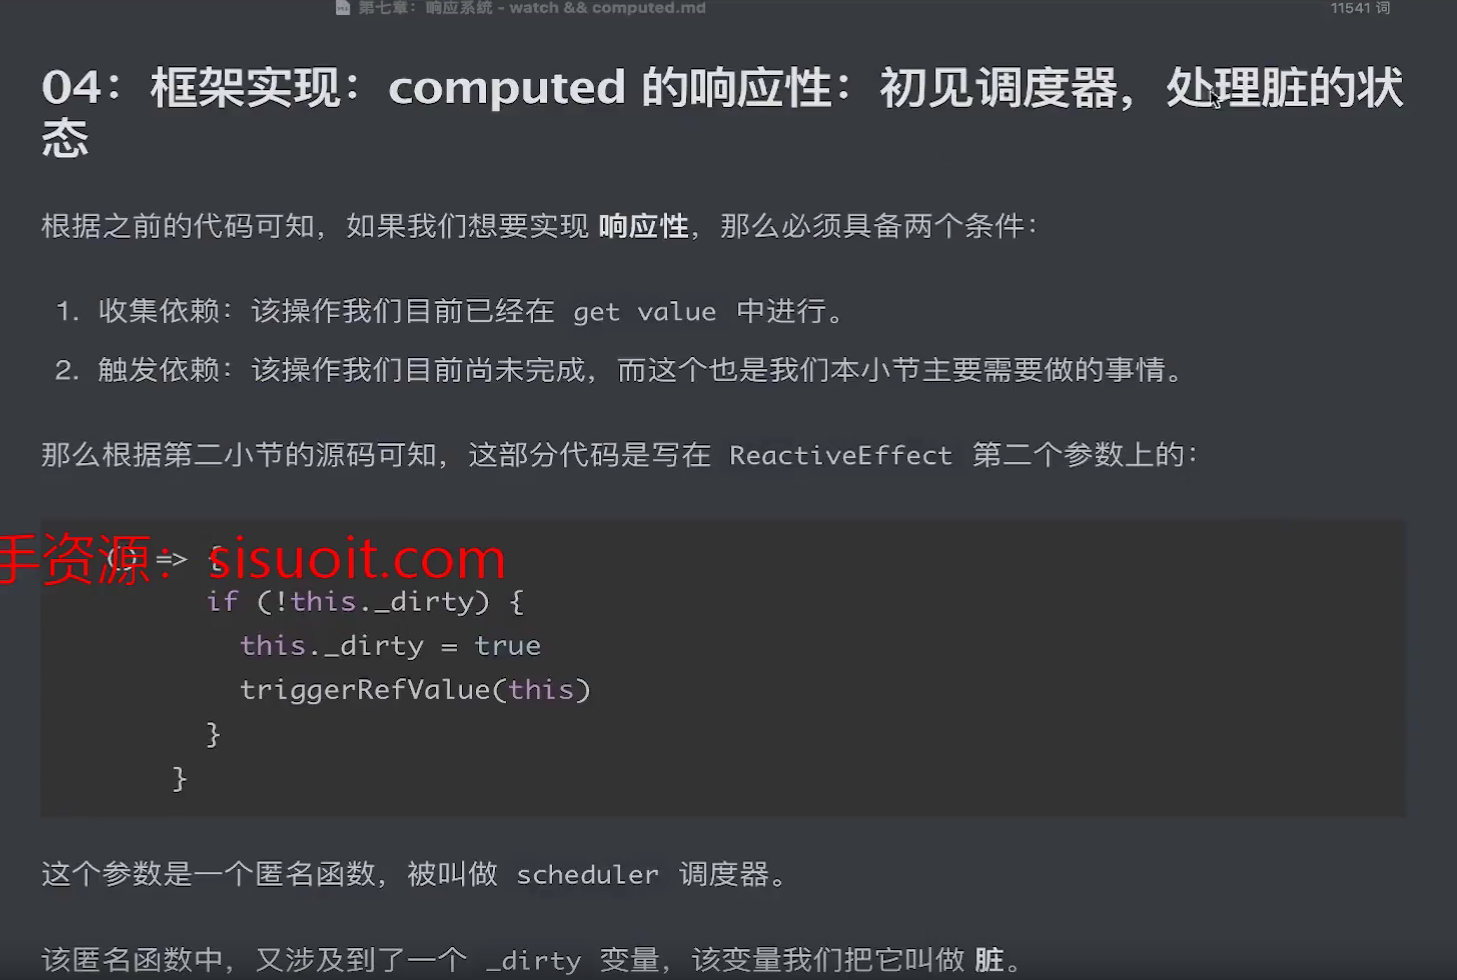 第七章：响应系统 - watch && computed.md
11541 词
04：框架实现：computed 的响应性：初见调度器，处理脏的状
态
根据之前的代码可知，如果我们想要实现 响应性，那么必须具备两个条件：
1. 收集依赖：该操作我们目前已经在 get value 中进行。
2. 触发依赖：该操作我们目前尚未完成，而这个也是我们本小节主要需要做的事情。
那么根据第二小节的源码可知，这部分代码是写在 ReactiveEffect 第二个参数上的：
手资源：sisuoit.com
() => {
if (!this._dirty) {
this._dirty = true
triggerRefValue(this)
}
}
这个参数是一个匿名函数，被叫做 scheduler 调度器。
该匿名函数中，又涉及到了一个 _dirty 变量，该变量我们把它叫做 脏。